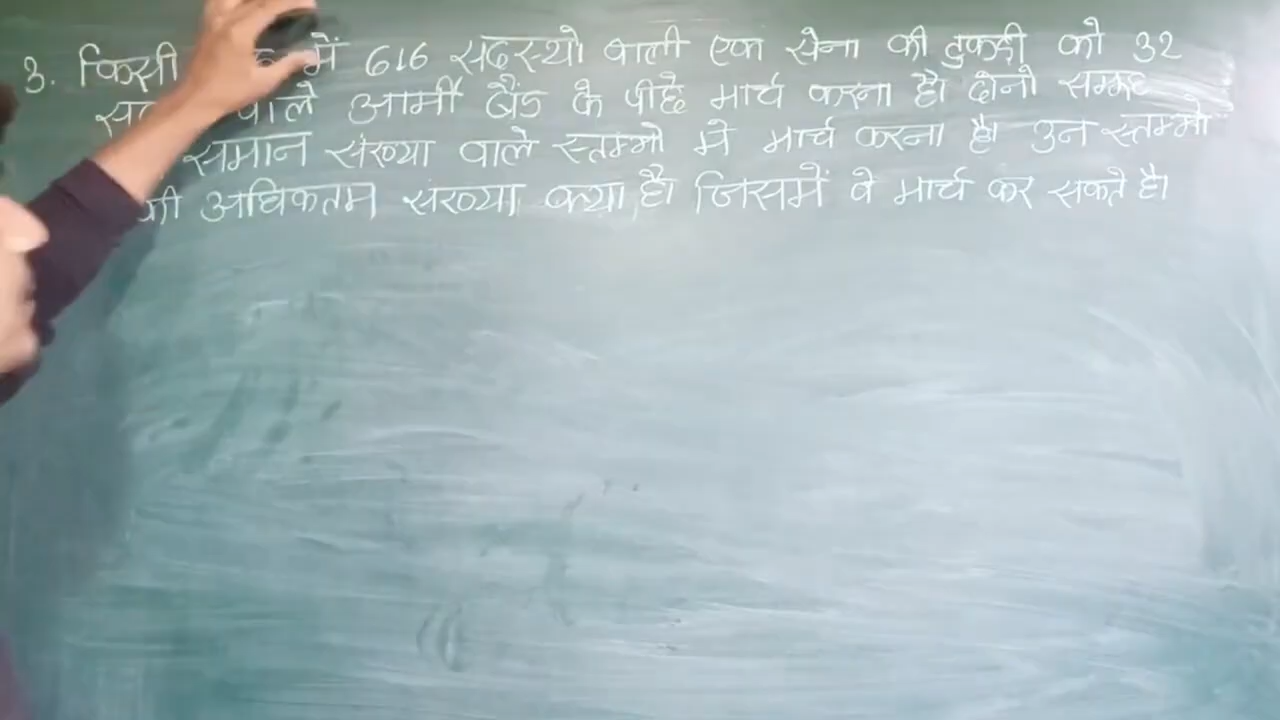 3. किसी में 616 सदस्यो वाली एक सेना की टुकड़ी को 32
वाले आर्मी बैंड के पीछे मार्च करना है। दोनो समूह
समान संख्या वाले स्तम्भो में मार्च करना है। उन स्तम्भो
की अधिकतम संख्या क्या है। जिसमें वे मार्च कर सकते है।